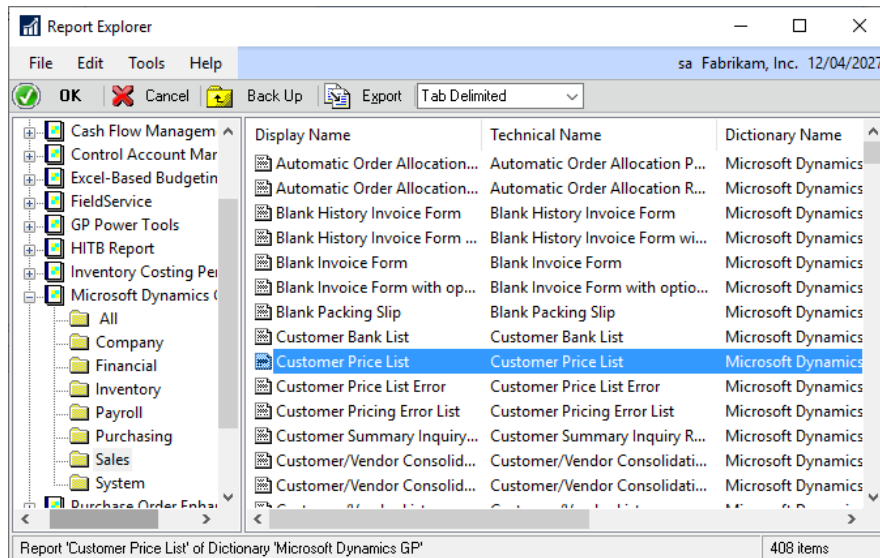 Report Explorer
File Edit Tools Help sa Fabrikam, Inc. 12/04/2027
OK Cancel Back Up Export Tab Delimited
Cash Flow Managem
Control Account Mar
Excel-Based Budgetin
FieldService
GP Power Tools
HITB Report
Inventory Costing Per
Microsoft Dynamics G
All
Company
Financial
Inventory
Payroll
Purchasing
Sales
System
Purchase Order Enhar
Display Name Technical Name Dictionary Name
Automatic Order Allocation... Automatic Order Allocation P... Microsoft Dynamics
Automatic Order Allocation... Automatic Order Allocation R... Microsoft Dynamics
Blank History Invoice Form Blank History Invoice Form Microsoft Dynamics
Blank History Invoice Form ... Blank History Invoice Form wi... Microsoft Dynamics
Blank Invoice Form Blank Invoice Form Microsoft Dynamics
Blank Invoice Form with op... Blank Invoice Form with optio... Microsoft Dynamics
Blank Packing Slip Blank Packing Slip Microsoft Dynamics
Customer Bank List Customer Bank List Microsoft Dynamics
Customer Price List Customer Price List Microsoft Dynamics
Customer Price List Error Customer Price List Error Microsoft Dynamics
Customer Pricing Error List Customer Pricing Error List Microsoft Dynamics
Customer Summary Inquiry... Customer Summary Inquiry R... Microsoft Dynamics
Customer/Vendor Consolid... Customer/Vendor Consolidati... Microsoft Dynamics
Customer/Vendor Consolid... Customer/Vendor Consolidati... Microsoft Dynamics
Report 'Customer Price List' of Dictionary 'Microsoft Dynamics GP' 408 items